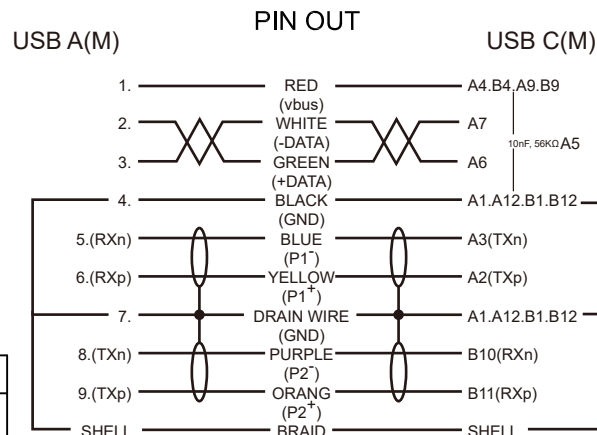 PIN OUT
USB A(M) USB C(M)
1. RED A4.B4.A9.B9
(vbus)
2. WHITE A7
(-DATA) 10nF, 56KΩ A5
3. GREEN A6
(+DATA)
4. BLACK A1.A12.B1.B12
(GND)
5.(RXn) BLUE A3(TXn)
(P1-)
6.(RXp) YELLOW A2(TXp)
(P1+)
7. DRAIN WIRE A1.A12.B1.B12
(GND)
8.(TXn) PURPLE B10(RXn)
(P2-)
9.(TXp) ORANG B11(RXp)
(P2+)
SHELL BRAID SHELL